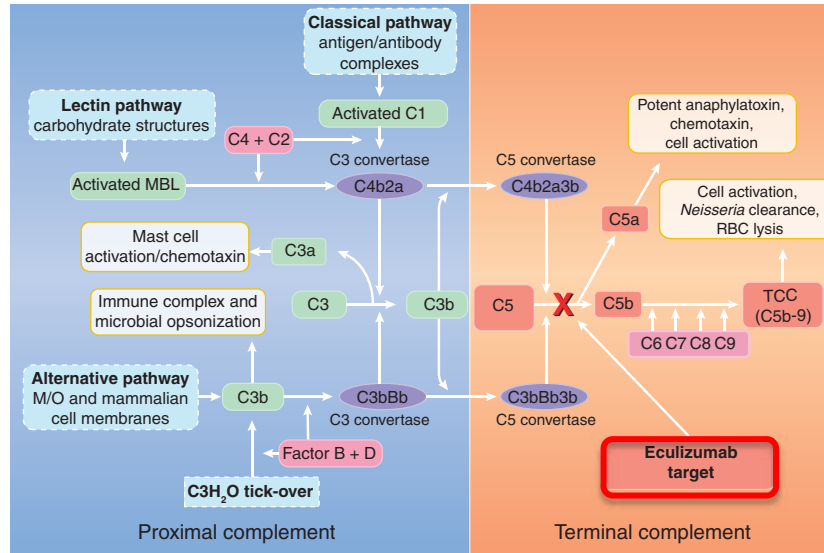 Classical pathway
antigen/antibody
complexes
Lectin pathway
carbohydrate structures
Activated C1
C4 + C2
C3 convertase
C5 convertase
Activated MBL
C4b2a
C4b2a3b
Potent anaphylatoxin,
chemotaxin,
cell activation
Cell activation,
Neisseria clearance,
RBC lysis
C5a
Mast cell
activation/chemotaxin
C3a
Immune complex and
microbial opsonization
C3
C3b
C5
X
C5b
TCC
(C5b-9)
C6 C7 C8 C9
Alternative pathway
M/O and mammalian
cell membranes
C3b
C3bBb
C3 convertase
C3bBb3b
C5 convertase
Factor B + D
C3H₂O tick-over
Eculizumab
target
Proximal complement
Terminal complement